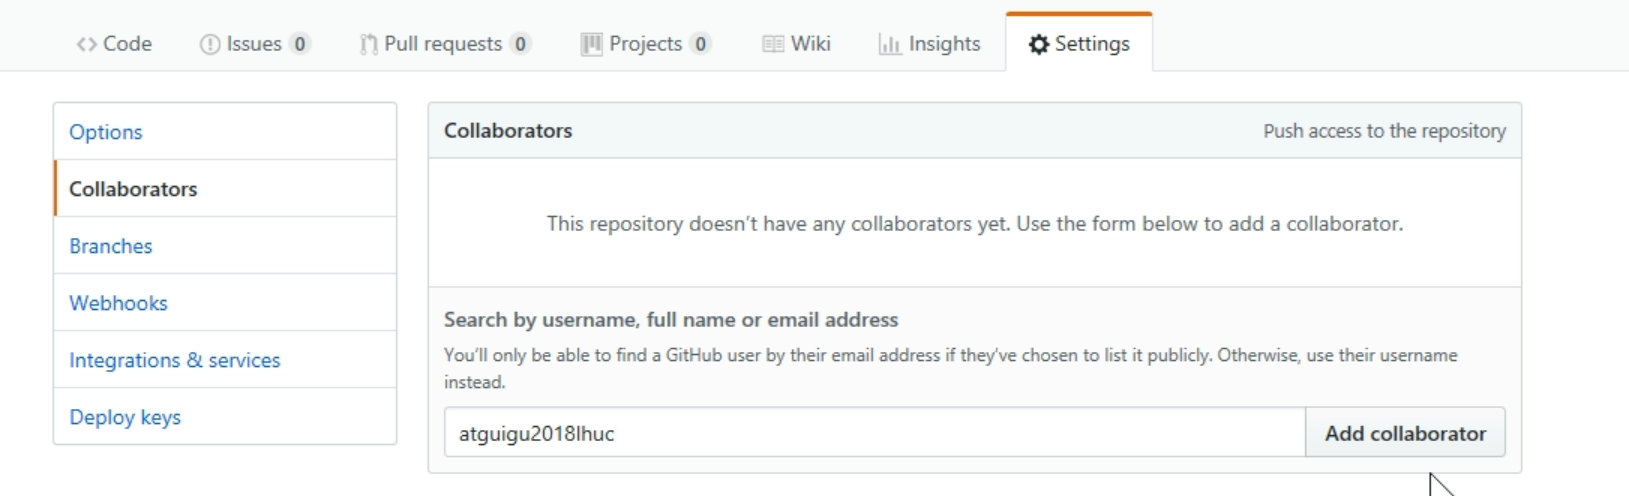 Code Issues 0 Pull requests 0 Projects 0 Wiki Insights Settings
Options
Collaborators
Branches
Webhooks
Integrations & services
Deploy keys
Collaborators Push access to the repository
This repository doesn't have any collaborators yet. Use the form below to add a collaborator.
Search by username, full name or email address
You'll only be able to find a GitHub user by their email address if they've chosen to list it publicly. Otherwise, use their username
instead.
atguigu2018lhuc Add collaborator